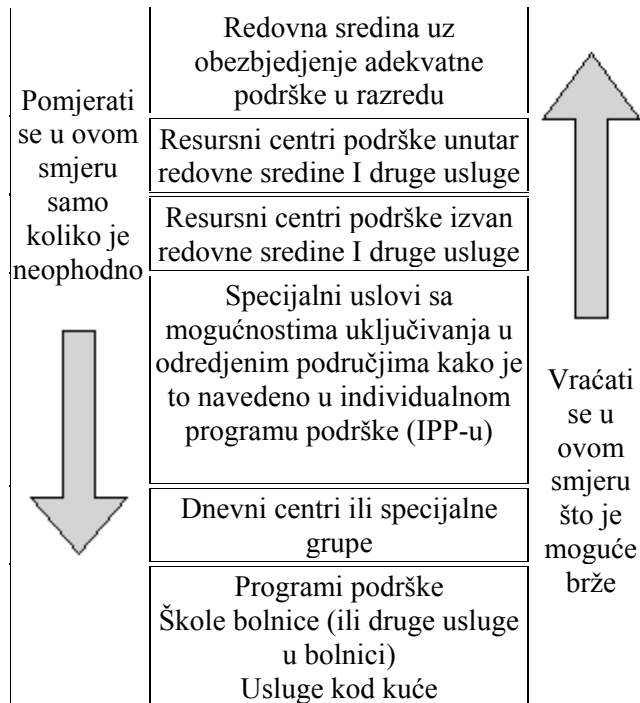 Pomjerati
se u ovom
smjeru
samo
koliko je
neophodno
Redovna sredina uz
obezbjedjenje adekvatne
podrške u razredu
Resursni centri podrške unutar
redovne sredine I druge usluge
Resursni centri podrške izvan
redovne sredine I druge usluge
Specijalni uslovi sa
mogućnostima uključivanja u
odredjenim područjima kako je
to navedeno u individualnom
programu podrške (IPP-u)
Dnevni centri ili specijalne
grupe
Programi podrške
Škole bolnice (ili druge usluge
u bolnici)
Usluge kod kuće
Vraćati
se u
ovom
smjeru
što je
moguće
brže